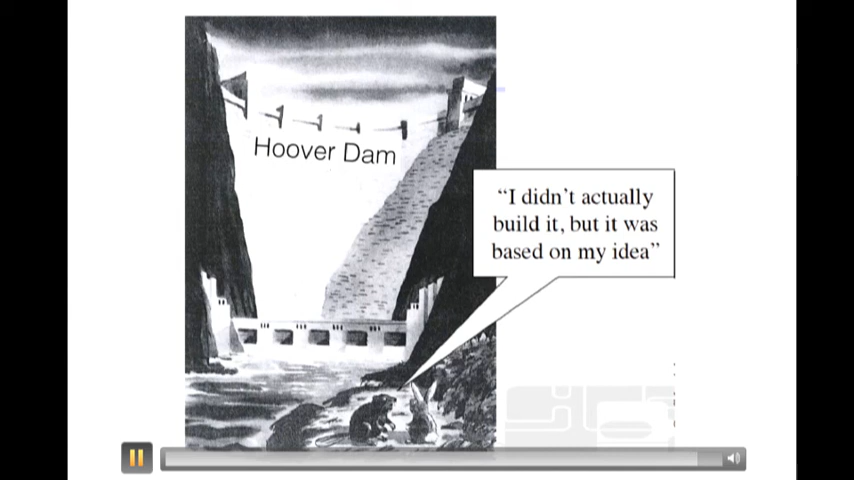 Hoover Dam
“I didn’t actually
build it, but it was
based on my idea”